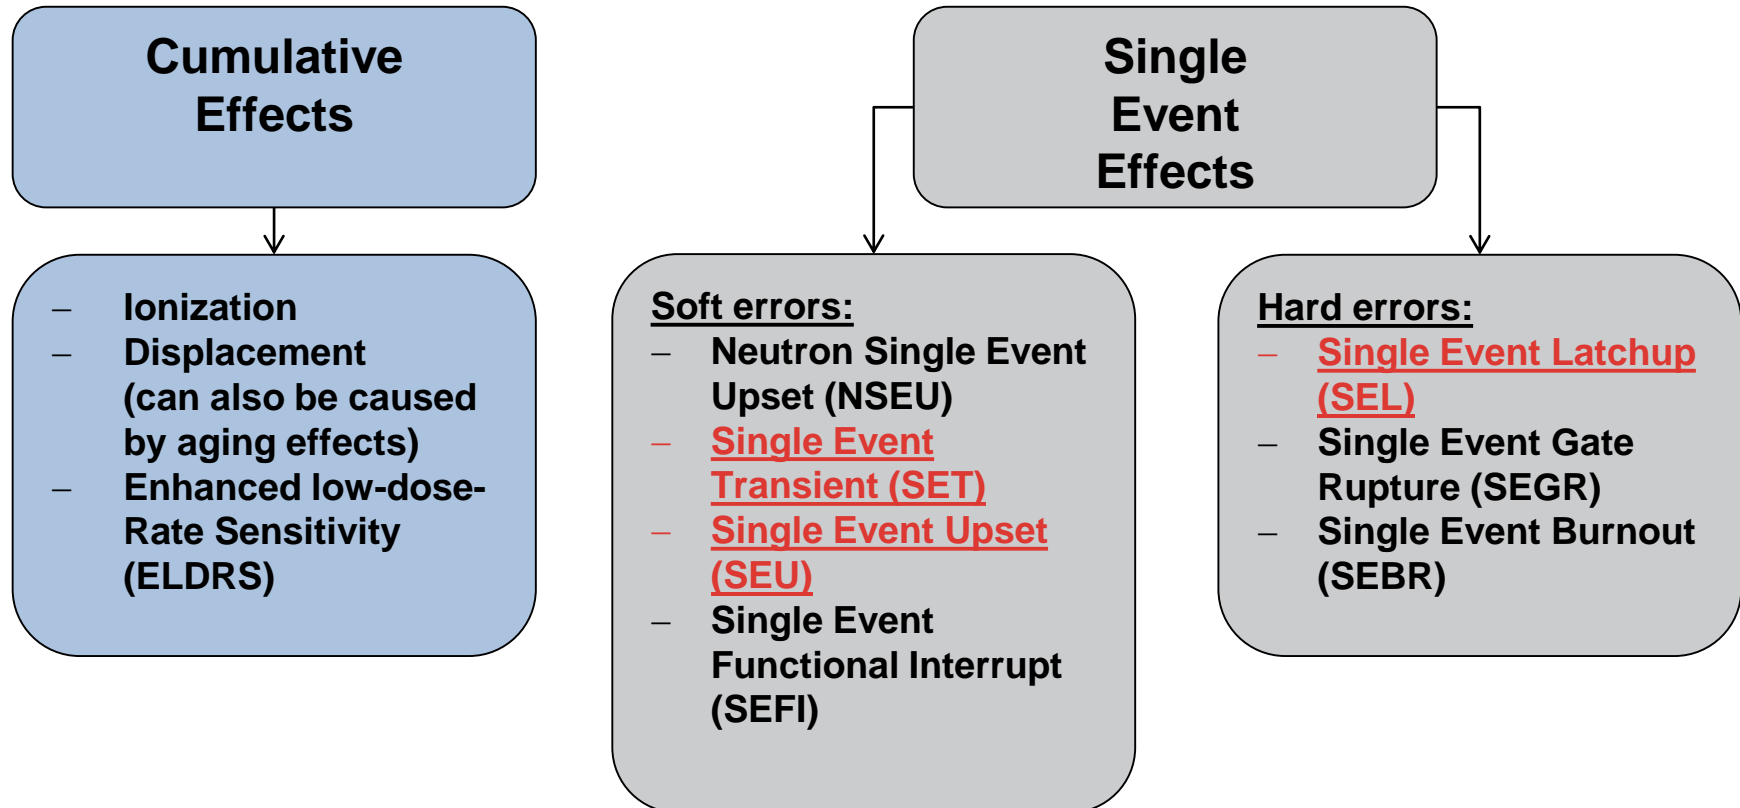 Cumulative
Effects
– Ionization
– Displacement
(can also be caused
by aging effects)
– Enhanced low-dose-
Rate Sensitivity
(ELDRS)
Single
Event
Effects
Soft errors:
– Neutron Single Event
Upset (NSEU)
– Single Event
Transient (SET)
– Single Event Upset
(SEU)
– Single Event
Functional Interrupt
(SEFI)
Hard errors:
– Single Event Latchup
(SEL)
– Single Event Gate
Rupture (SEGR)
– Single Event Burnout
(SEBR)